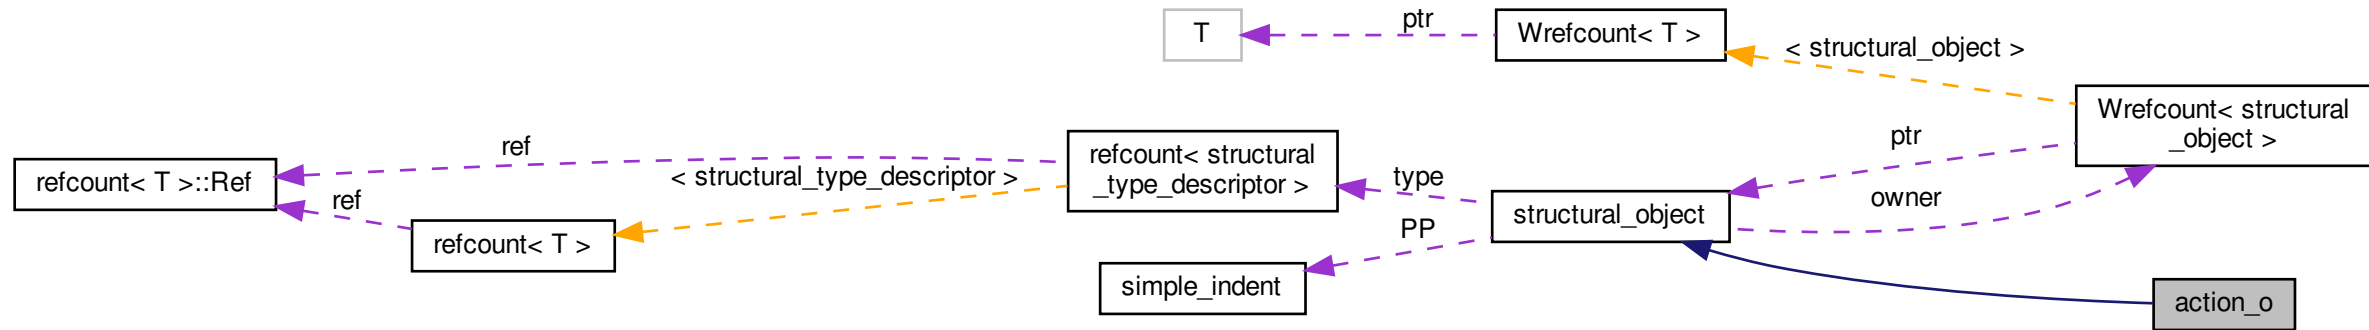 T
ptr
Wrefcount< T >
< structural_object >
Wrefcount< structural
_object >
ptr
owner
refcount< T >::Ref
ref
ref
refcount< T >
< structural_type_descriptor >
refcount< structural
_type_descriptor >
type
PP
structural_object
simple_indent
action_o